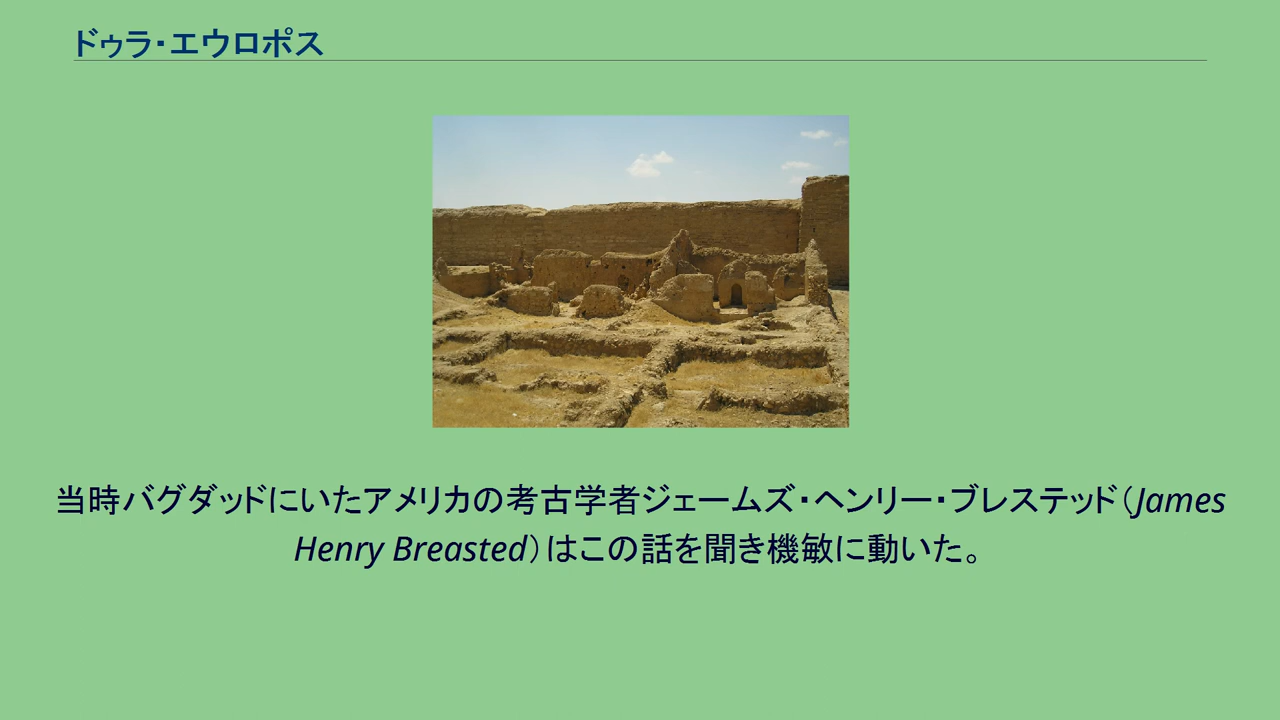 ドゥラ・エウロポス
当時バグダッドにいたアメリカの考古学者ジェームズ・ヘンリー・ブレステッド（James
Henry Breasted）はこの話を聞き機敏に動いた。